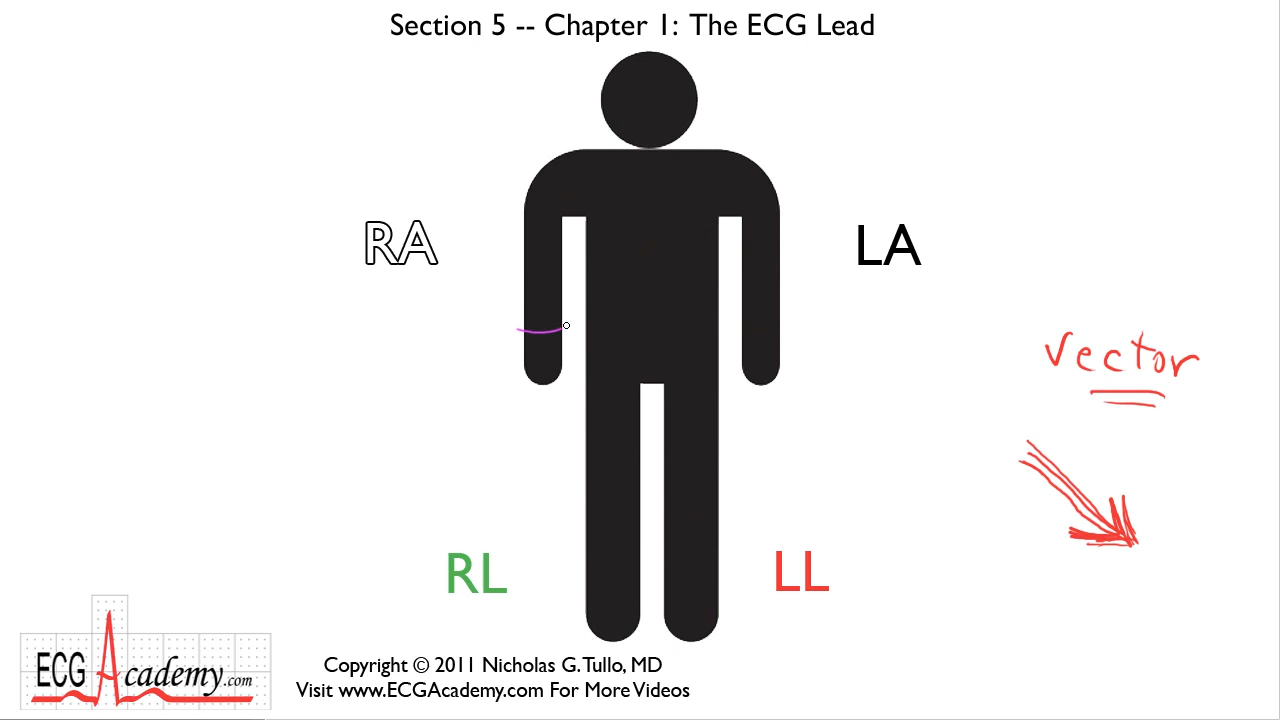 Section 5 -- Chapter 1: The ECG Lead
RA
LA
vector
RL
LL
ECG Academy.com
Copyright © 2011 Nicholas G. Tullo, MD
Visit www.ECGAcademy.com For More Videos